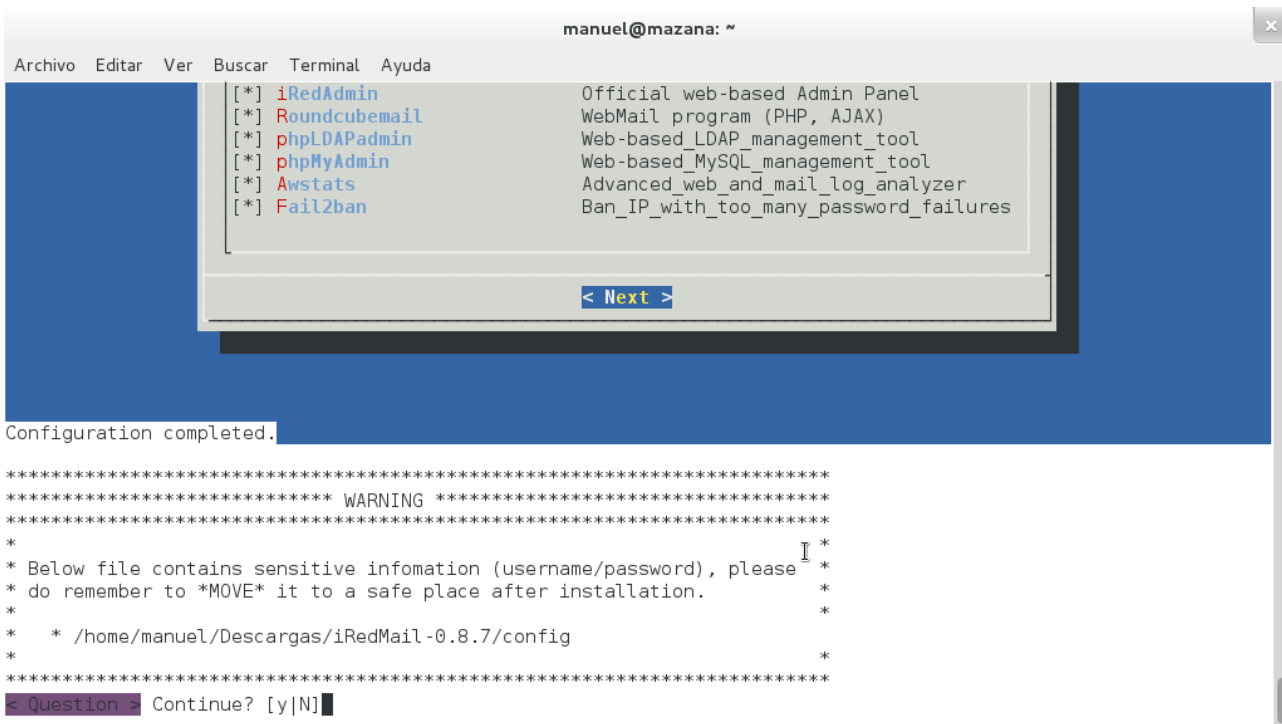 manuel@mazana: ~
×
Archivo Editar Ver Buscar Terminal Ayuda
[*] iRedAdmin Official web-based Admin Panel
[*] Roundcubemail WebMail program (PHP, AJAX)
[*] phpLDAPadmin Web-based_LDAP_management_tool
[*] phpMyAdmin Web-based_MySQL_management_tool
[*] Awstats Advanced_web_and_mail_log_analyzer
[*] Fail2ban Ban_IP_with_too_many_password_failures
< Next >
Configuration completed.
*************************************************************************
***************************** WARNING ***********************************
*************************************************************************
* *
* Below file contains sensitive infomation (username/password), please *
* do remember to *MOVE* it to a safe place after installation. *
* *
* * /home/manuel/Descargas/iRedMail-0.8.7/config
* *
*************************************************************************
< Question > Continue? [y|N]